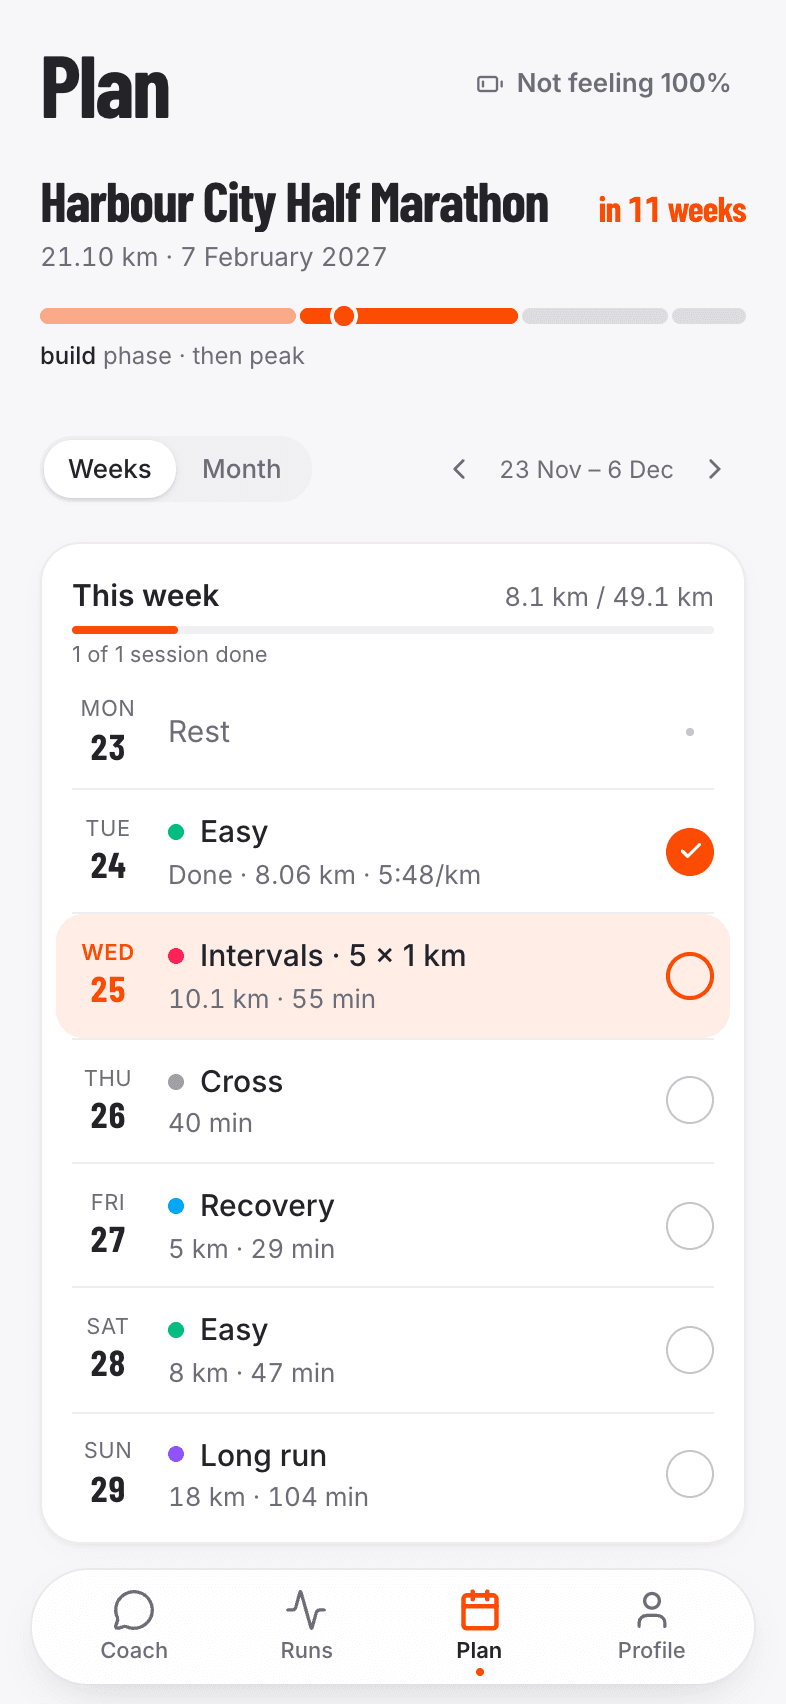 Plan
Not feeling 100%
Harbour City Half Marathon
in 11 weeks
21.10 km · 7 February 2027
build phase · then peak
Weeks
Month
23 Nov – 6 Dec
This week
8.1 km / 49.1 km
1 of 1 session done
MON
23
Rest
TUE
24
Easy
Done · 8.06 km · 5:48/km
WED
25
Intervals · 5 × 1 km
10.1 km · 55 min
THU
26
Cross
40 min
FRI
27
Recovery
5 km · 29 min
SAT
28
Easy
8 km · 47 min
SUN
29
Long run
18 km · 104 min
Coach
Runs
Plan
Profile